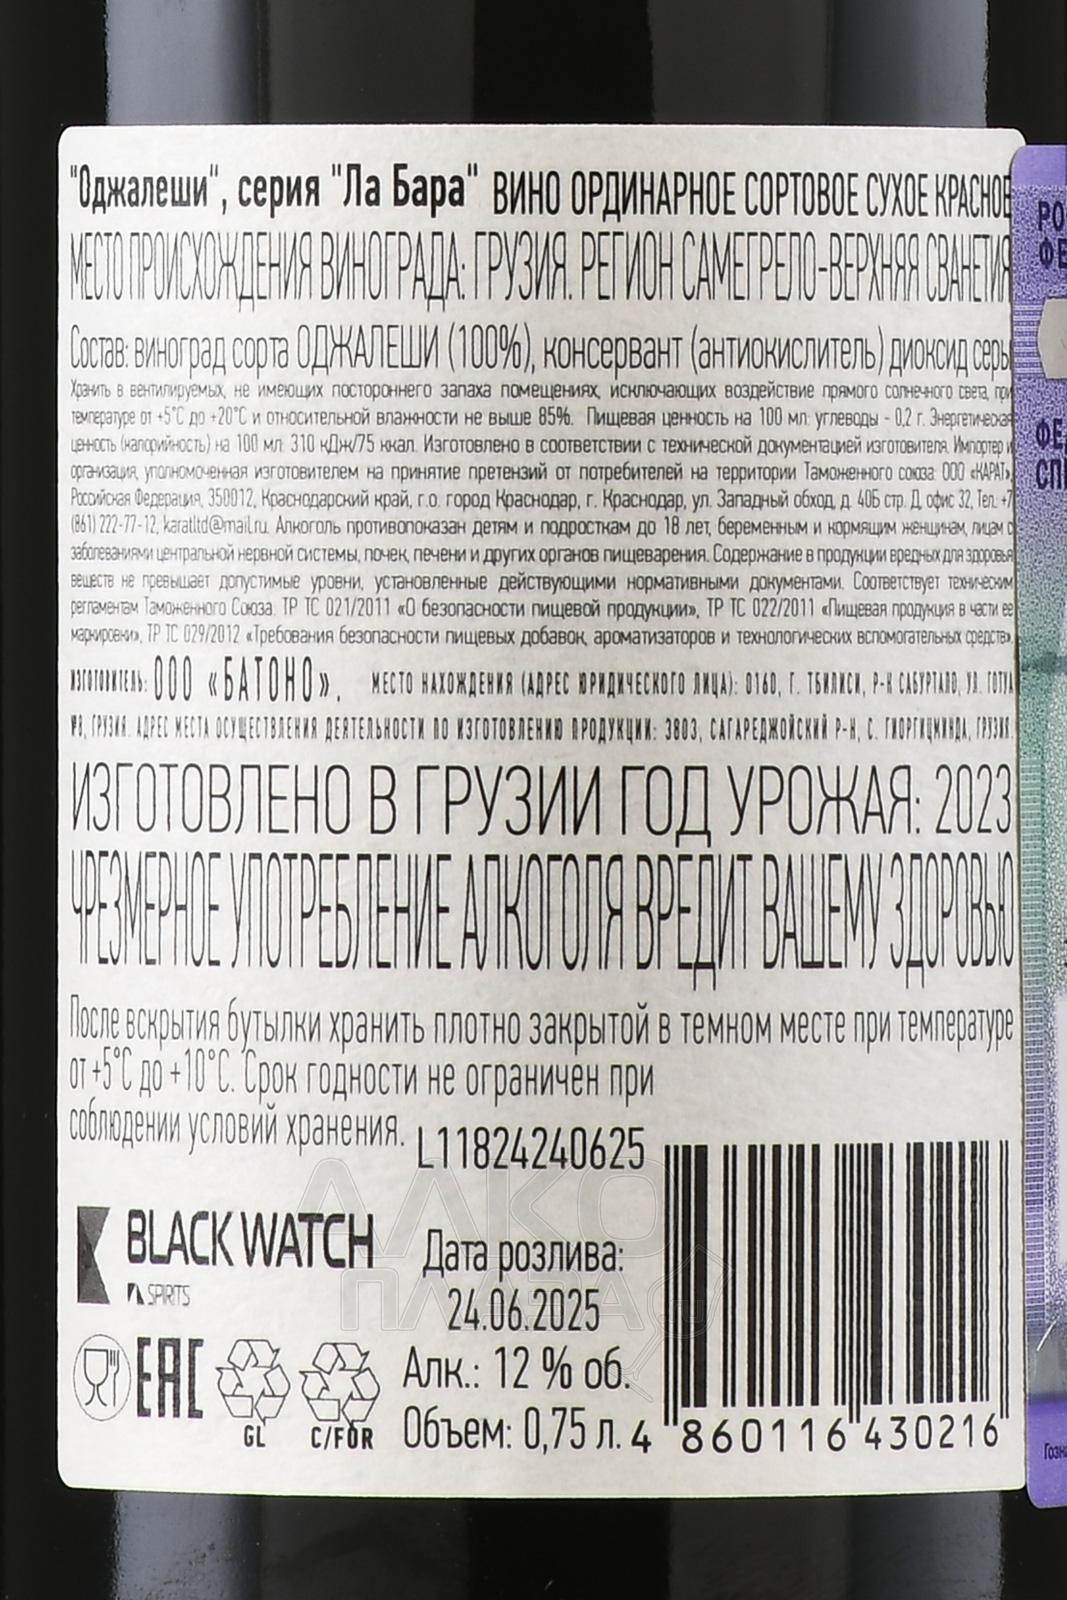 "Оджалеши", серия "Ла Бара" ВИНО ОРДИНАРНОЕ СОРТОВОЕ СУХОЕ КРАСНОЕ
МЕСТО ПРОИСХОЖДЕНИЯ ВИНОГРАДА: ГРУЗИЯ. РЕГИОН САМЕГРЕЛО-ВЕРХНЯЯ СВАНЕТИЯ
Состав: виноград сорта ОДЖАЛЕШИ (100%), консервант (антиокислитель) диоксид серы
Хранить в вентилируемых, не имеющих постороннего запаха помещениях, исключающих воздействие прямого солнечного света, при
температуре от +5°С до +20°С и относительной влажности не выше 85%. Пищевая ценность на 100 мл: углеводы - 0,2 г. Энергетическая
ценность (калорийность) на 100 мл: 310 кДж/75 ккал. Изготовлено в соответствии с технической документацией изготовителя. Импортер и
организация, уполномоченная изготовителем на принятие претензий от потребителей на территории Таможенного союза: ООО «КАРАТ»,
Российская Федерация, 350012, Краснодарский край, г.о. город Краснодар, г. Краснодар, ул. Западный обход, д. 40Б стр. Д, офис 32, Тел.: +7
(861) 222-77-12, karatltd@mail.ru. Алкоголь противопоказан детям и подросткам до 18 лет, беременным и кормящим женщинам, лицам с
заболеваниями центральной нервной системы, почек, печени и других органов пищеварения. Содержание в продукции вредных для здоровья
веществ не превышает допустимые уровни, установленные действующими нормативными документами. Соответствует техническим
регламентам Таможенного Союза: ТР ТС 021/2011 «О безопасности пищевой продукции», ТР ТС 022/2011 «Пищевая продукция в части ее
маркировки», ТР ТС 029/2012 «Требования безопасности пищевых добавок, ароматизаторов и технологических вспомогательных средств».
ИЗГОТОВИТЕЛЬ: ООО «БАТОНО», МЕСТО НАХОЖДЕНИЯ (АДРЕС ЮРИДИЧЕСКОГО ЛИЦА): 0160, Г. ТБИЛИСИ, Р-Н САБУРТАЛО, УЛ. ГОТУА
№8, ГРУЗИЯ. АДРЕС МЕСТА ОСУЩЕСТВЛЕНИЯ ДЕЯТЕЛЬНОСТИ ПО ИЗГОТОВЛЕНИЮ ПРОДУКЦИИ: 3803, САГАРЕДЖОЙСКИЙ Р-Н, С. ГИОРГИЦМИНДА, ГРУЗИЯ.
ИЗГОТОВЛЕНО В ГРУЗИИ ГОД УРОЖАЯ: 2023
ЧРЕЗМЕРНОЕ УПОТРЕБЛЕНИЕ АЛКОГОЛЯ ВРЕДИТ ВАШЕМУ ЗДОРОВЬЮ
После вскрытия бутылки хранить плотно закрытой в темном месте при температуре
от +5°С до +10°С. Срок годности не ограничен при
соблюдении условий хранения.
L11824240625
BLACK WATCH
SPIRITS
Дата розлива:
24.06.2025
Алк.: 12 % об.
Объем: 0,75 л.
EAC
GL
C/FOR
4 860116 430216
АЛКО
ПЛАЗА
РО
ФЕ
ФЕД
СПЕ
Гозна